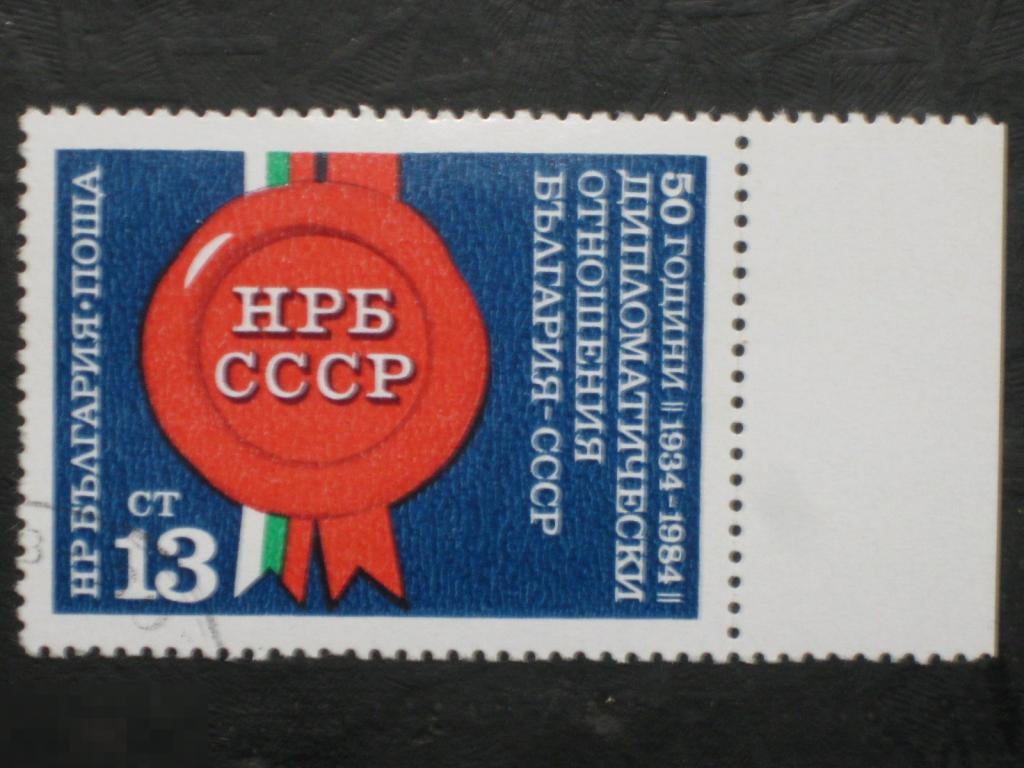 НР БЪЛГАРИЯ·ПОЩА
СТ
13
НРБ
СССР
50 ГОДИНИ || 1934-1984 ||
ДИПЛОМАТИЧЕСКИ
ОТНОШЕНИЯ
БЪЛГАРИЯ-СССР